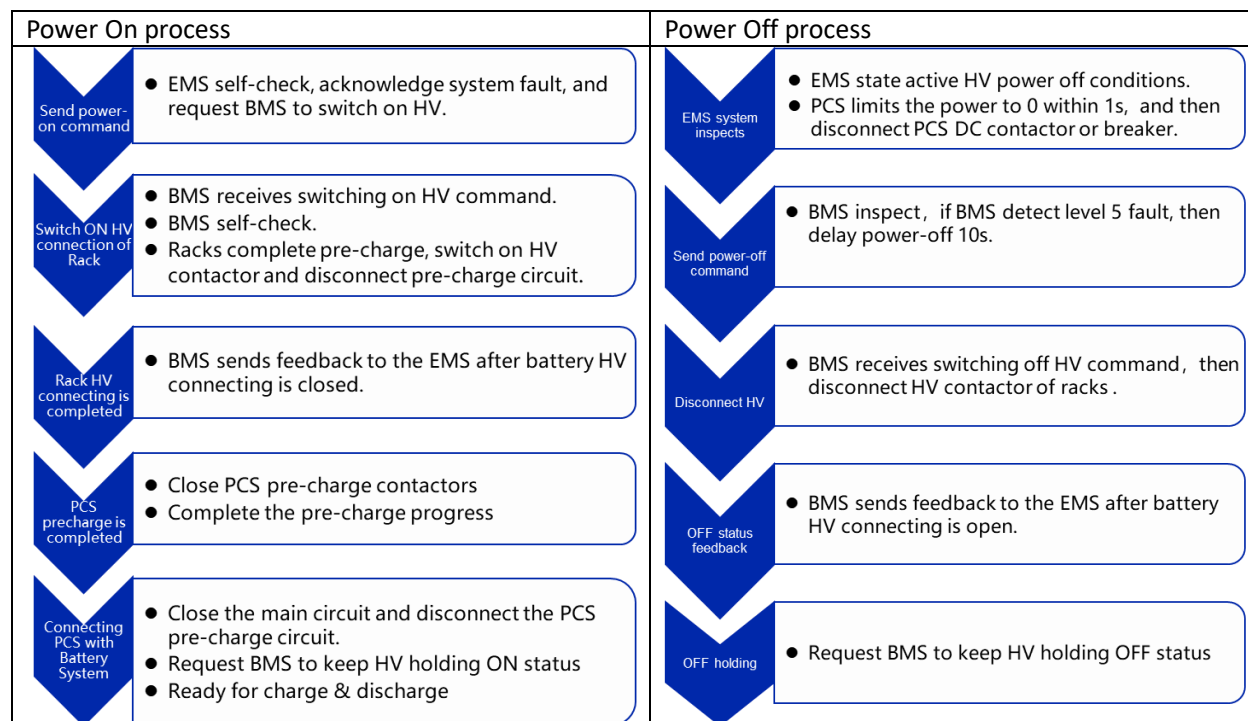 Power On process
Send power-
on command
● EMS self-check, acknowledge system fault, and
request BMS to switch on HV.
Switch ON HV
connection of
Rack
● BMS receives switching on HV command.
● BMS self-check.
● Racks complete pre-charge, switch on HV
contactor and disconnect pre-charge circuit.
Rack HV
connecting is
completed
● BMS sends feedback to the EMS after battery HV
connecting is closed.
PCS
precharge is
completed
● Close PCS pre-charge contactors
● Complete the pre-charge progress
Connecting
PCS with
Battery
System
● Close the main circuit and disconnect the PCS
pre-charge circuit.
● Request BMS to keep HV holding ON status
● Ready for charge & discharge
Power Off process
EMS system
inspects
● EMS state active HV power off conditions.
● PCS limits the power to 0 within 1s, and then
disconnect PCS DC contactor or breaker.
Send power-off
command
● BMS inspect，if BMS detect level 5 fault, then
delay power-off 10s.
Disconnect HV
● BMS receives switching off HV command，then
disconnect HV contactor of racks .
OFF status
feedback
● BMS sends feedback to the EMS after battery
HV connecting is open.
OFF holding
● Request BMS to keep HV holding OFF status